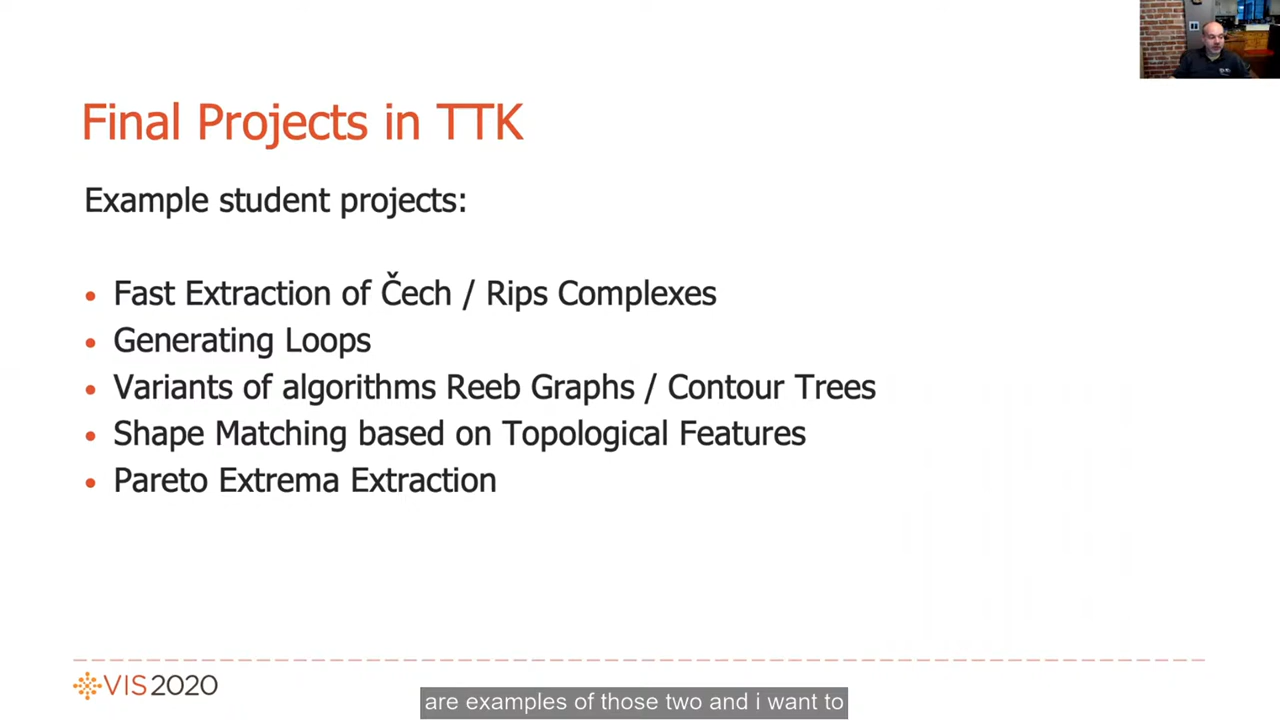 Final Projects in TTK
Example student projects:
• Fast Extraction of Čech / Rips Complexes
• Generating Loops
• Variants of algorithms Reeb Graphs / Contour Trees
• Shape Matching based on Topological Features
• Pareto Extrema Extraction
VIS2020
are examples of those two and i want to